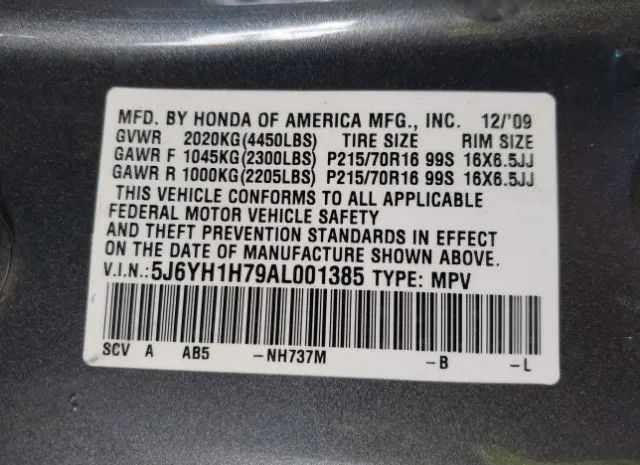 MFD. BY HONDA OF AMERICA MFG., INC. 12/'09
GVWR 2020KG(4450LBS) TIRE SIZE RIM SIZE
GAWR F 1045KG(2300LBS) P215/70R16 99S 16X6.5JJ
GAWR R 1000KG(2205LBS) P215/70R16 99S 16X6.5JJ
THIS VEHICLE CONFORMS TO ALL APPLICABLE
FEDERAL MOTOR VEHICLE SAFETY
AND THEFT PREVENTION STANDARDS IN EFFECT
ON THE DATE OF MANUFACTURE SHOWN ABOVE.
V.I.N.:5J6YH1H79AL001385 TYPE: MPV
SCV A AB5 -NH737M -B -L